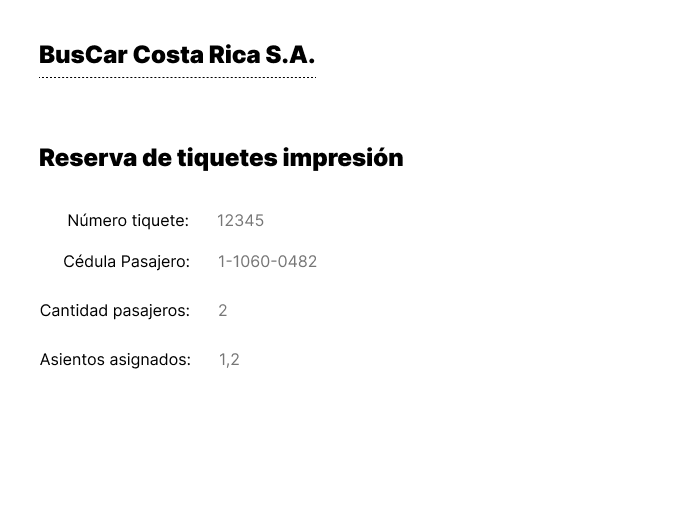 BusCar Costa Rica S.A.
Reserva de tiquetes impresión
Número tiquete: 12345
Cédula Pasajero: 1-1060-0482
Cantidad pasajeros: 2
Asientos asignados: 1,2